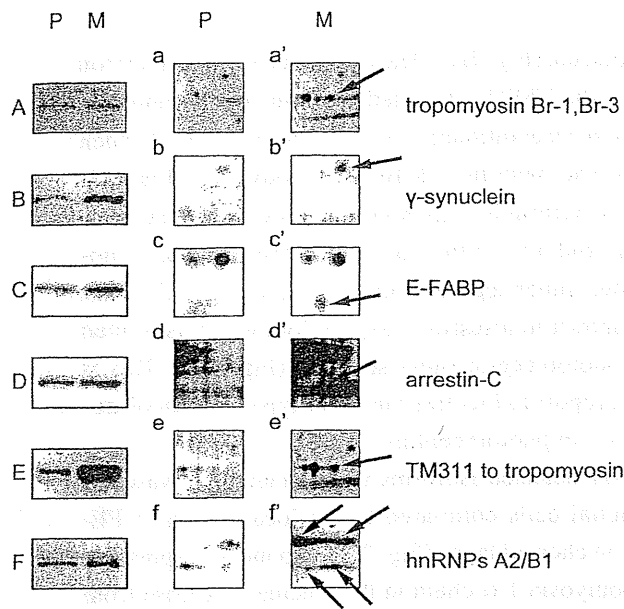 P M P M
a a'
A tropomyosin Br-1,Br-3
b b'
B γ-synuclein
c c'
C E-FABP
d d'
D arrestin-C
e e'
E TM311 to tropomyosin
f f'
F hnRNPs A2/B1